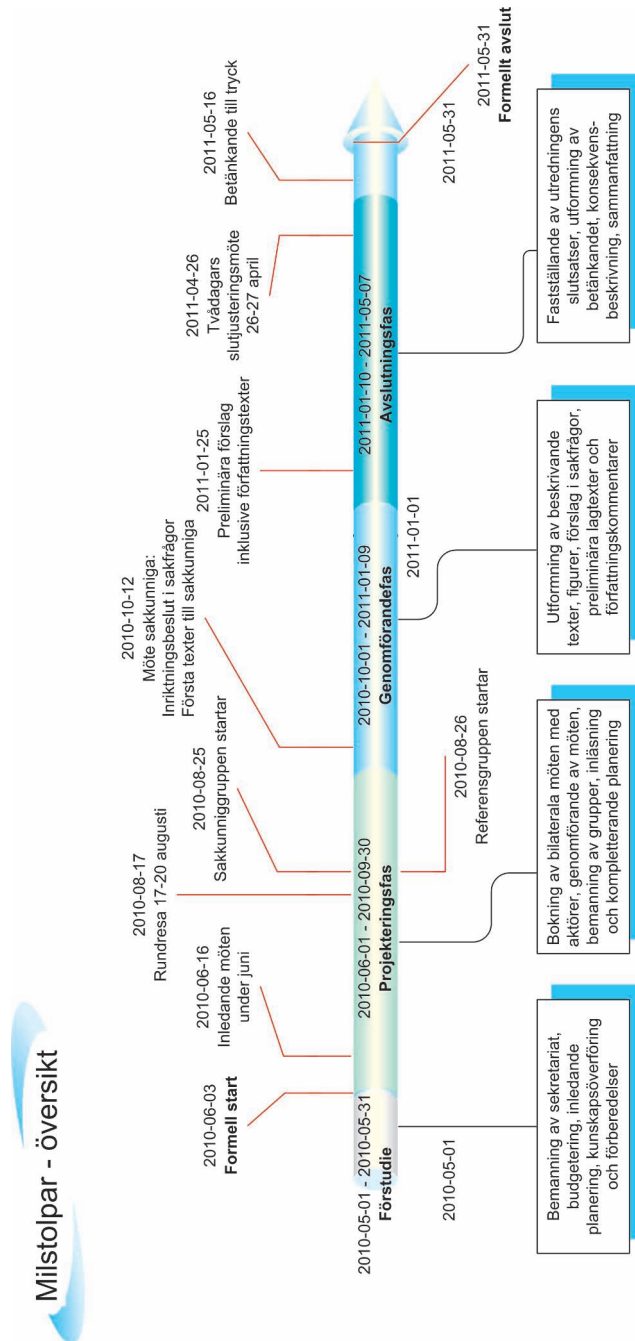 Milstolpar - översikt
2010-06-03
Formell start
2010-06-16
Inledande möten
under juni
2010-08-17
Rundresa 17-20 augusti
2010-08-25
Sakkunniggruppen startar
2010-10-12
Möte sakkunniga:
Inriktningsbeslut i sakfrågor
Första texter till sakkunniga
2011-01-25
Preliminära förslag
inklusive författningstexter
2011-04-26
Tvådagars
slutjusteringsmöte
26-27 april
2011-05-16
Betänkande till tryck
2010-05-01 - 2010-05-31
Förstudie
2010-06-01 - 2010-09-30
Projekteringsfas
2010-10-01 - 2011-01-09
Genomförandefas
2011-01-10 - 2011-05-07
Avslutningsfas
2010-05-01
2010-08-26
Referensgruppen startar
2011-01-01
2011-05-31
2011-05-31
Formellt avslut
Bemanning av sekretariat,
budgetering, inledande
planering, kunskapsöverföring
och förberedelser
Bokning av bilaterala möten med
aktörer, genomförande av möten,
bemanning av grupper, inläsning
och kompletterande planering
Utformning av beskrivande
texter, figurer, förslag i sakfrågor,
preliminära lagtexter och
författningskommentarer
Fastställande av utredningens
slutsatser, utformning av
betänkandet, konsekvens-
beskrivning, sammanfattning